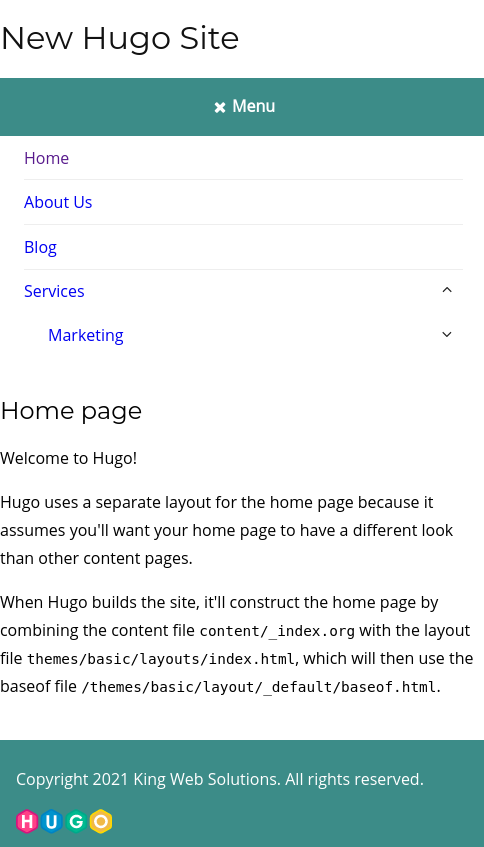 New Hugo Site
✖ Menu
Home
About Us
Blog
Services
Marketing
Home page
Welcome to Hugo!
Hugo uses a separate layout for the home page because it
assumes you'll want your home page to have a different look
than other content pages.
When Hugo builds the site, it'll construct the home page by
combining the content file content/_index.org with the layout
file themes/basic/layouts/index.html, which will then use the
baseof file /themes/basic/layout/_default/baseof.html.
Copyright 2021 King Web Solutions. All rights reserved.
HUGO